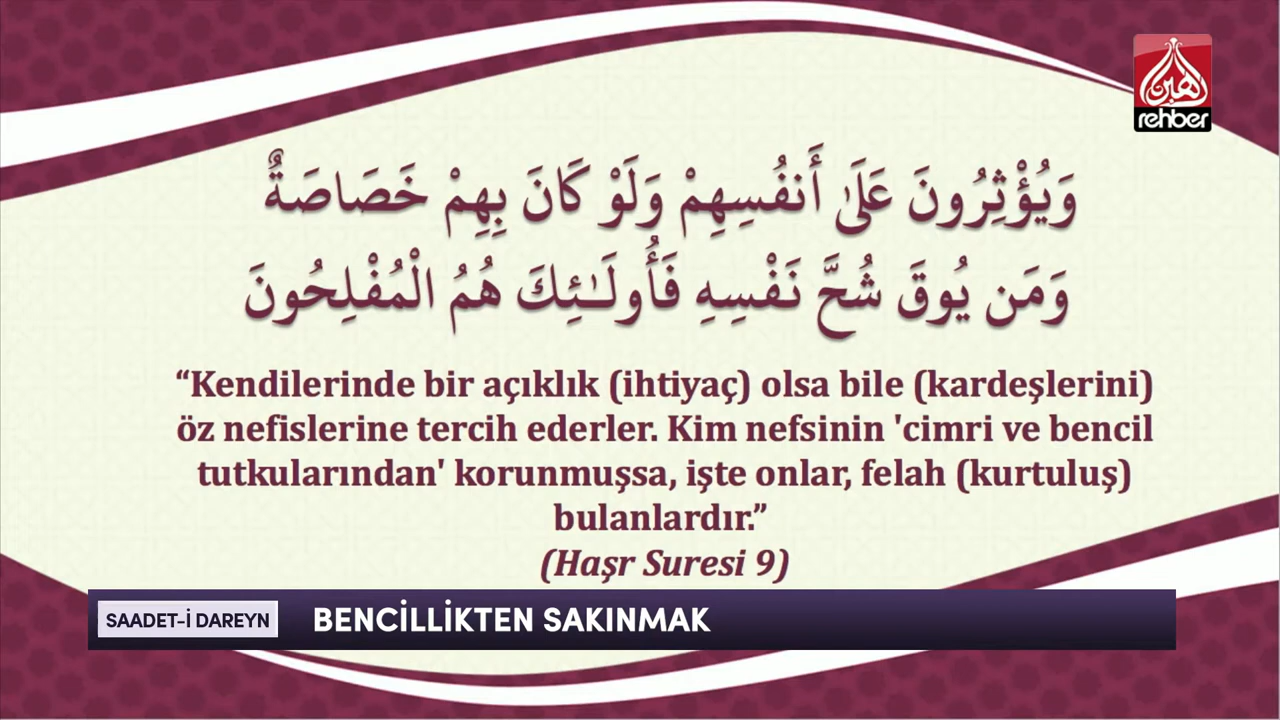 رهبر
rehber
وَيُؤْثِرُونَ عَلَىٰ أَنفُسِهِمْ وَلَوْ كَانَ بِهِمْ خَصَاصَةٌ
وَمَن يُوقَ شُحَّ نَفْسِهِ فَأُولَـٰئِكَ هُمُ الْمُفْلِحُونَ
“Kendilerinde bir açıklık (ihtiyaç) olsa bile (kardeşlerini)
öz nefislerine tercih ederler. Kim nefsinin 'cimri ve bencil
tutkularından' korunmuşsa, işte onlar, felah (kurtuluş)
bulanlardır.”
(Haşr Suresi 9)
SAADET-İ DAREYN BENCİLLİKTEN SAKINMAK